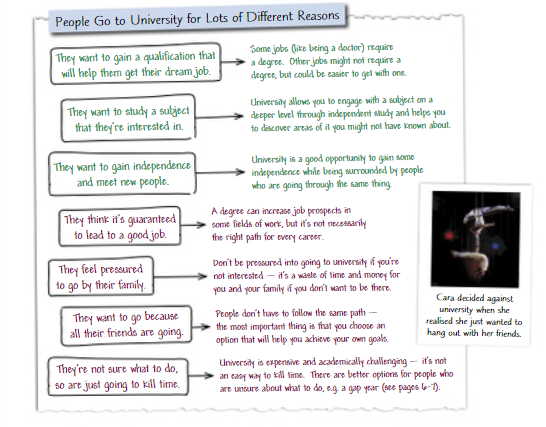 People Go to University for Lots of Different Reasons
They want to gain a qualification that
will help them get their dream job.
Some jobs (like being a doctor) require
a degree. Other jobs might not require a
degree, but could be easier to get with one.
They want to study a subject
that they're interested in.
University allows you to engage with a subject on a
deeper level through independent study and helps you
to discover areas of it you might not have known about.
They want to gain independence
and meet new people.
University is a good opportunity to gain some
independence while being surrounded by people
who are going through the same thing.
They think it's guaranteed
to lead to a good job.
A degree can increase job prospects in
some fields of work, but it's not necessarily
the right path for every career.
They feel pressured
to go by their family.
Don't be pressured into going to university if you're
not interested — it's a waste of time and money for
you and your family if you don't want to be there.
They want to go because
all their friends are going.
People don't have to follow the same path —
the most important thing is that you choose an
option that will help you achieve your own goals.
They're not sure what to do,
so are just going to kill time.
University is expensive and academically challenging — it's not
an easy way to kill time. There are better options for people who
are unsure about what to do, e.g. a gap year (see pages 6-7).
Cara decided against
university when she
realised she just wanted to
hang out with her friends.